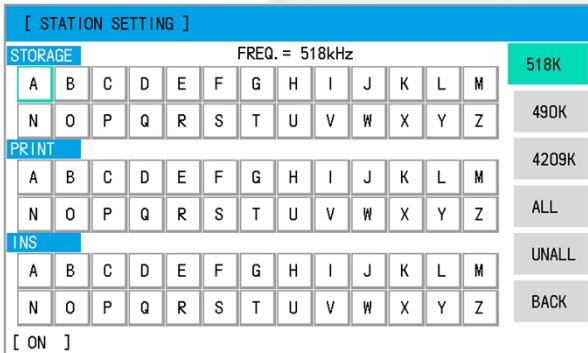 [ STATION SETTING ]
STORAGE FREQ. = 518kHz
A B C D E F G H I J K L M
N O P Q R S T U V W X Y Z
PRINT
A B C D E F G H I J K L M
N O P Q R S T U V W X Y Z
INS
A B C D E F G H I J K L M
N O P Q R S T U V W X Y Z
[ ON ]
518K
490K
4209K
ALL
UNALL
BACK